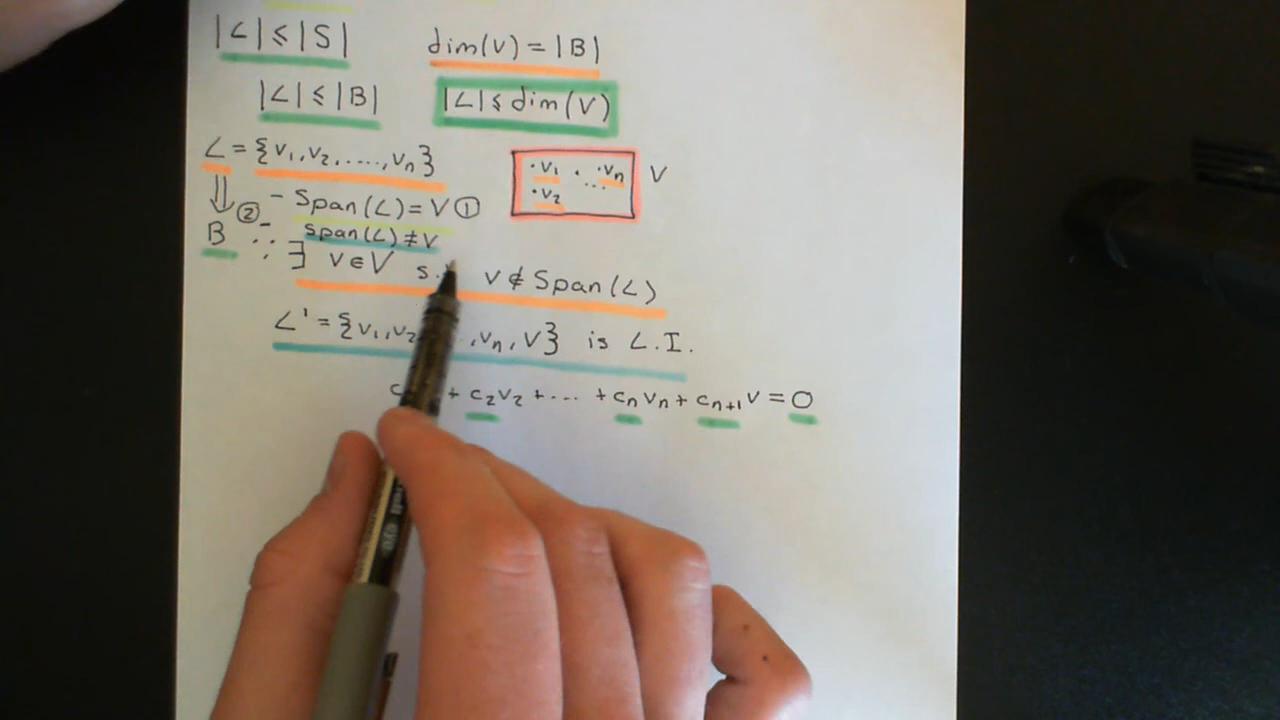 |L| ≤ |S|
dim(V) = |B|
|L| ≤ |B|
|L| ≤ dim(V)
L = {v₁, v₂, ....., vₙ}
·v₁ · ... ·vₙ V
·v₂
⇓ ② - Span(L) = V ①
B - span(L) ≠ V
∴ ∃ v ∈ V s. v ∉ Span(L)
L' = {v₁, v₂ ., vₙ, v} is L.I.
c + c₂v₂ + ... + cₙvₙ + cₙ₊₁v = 0